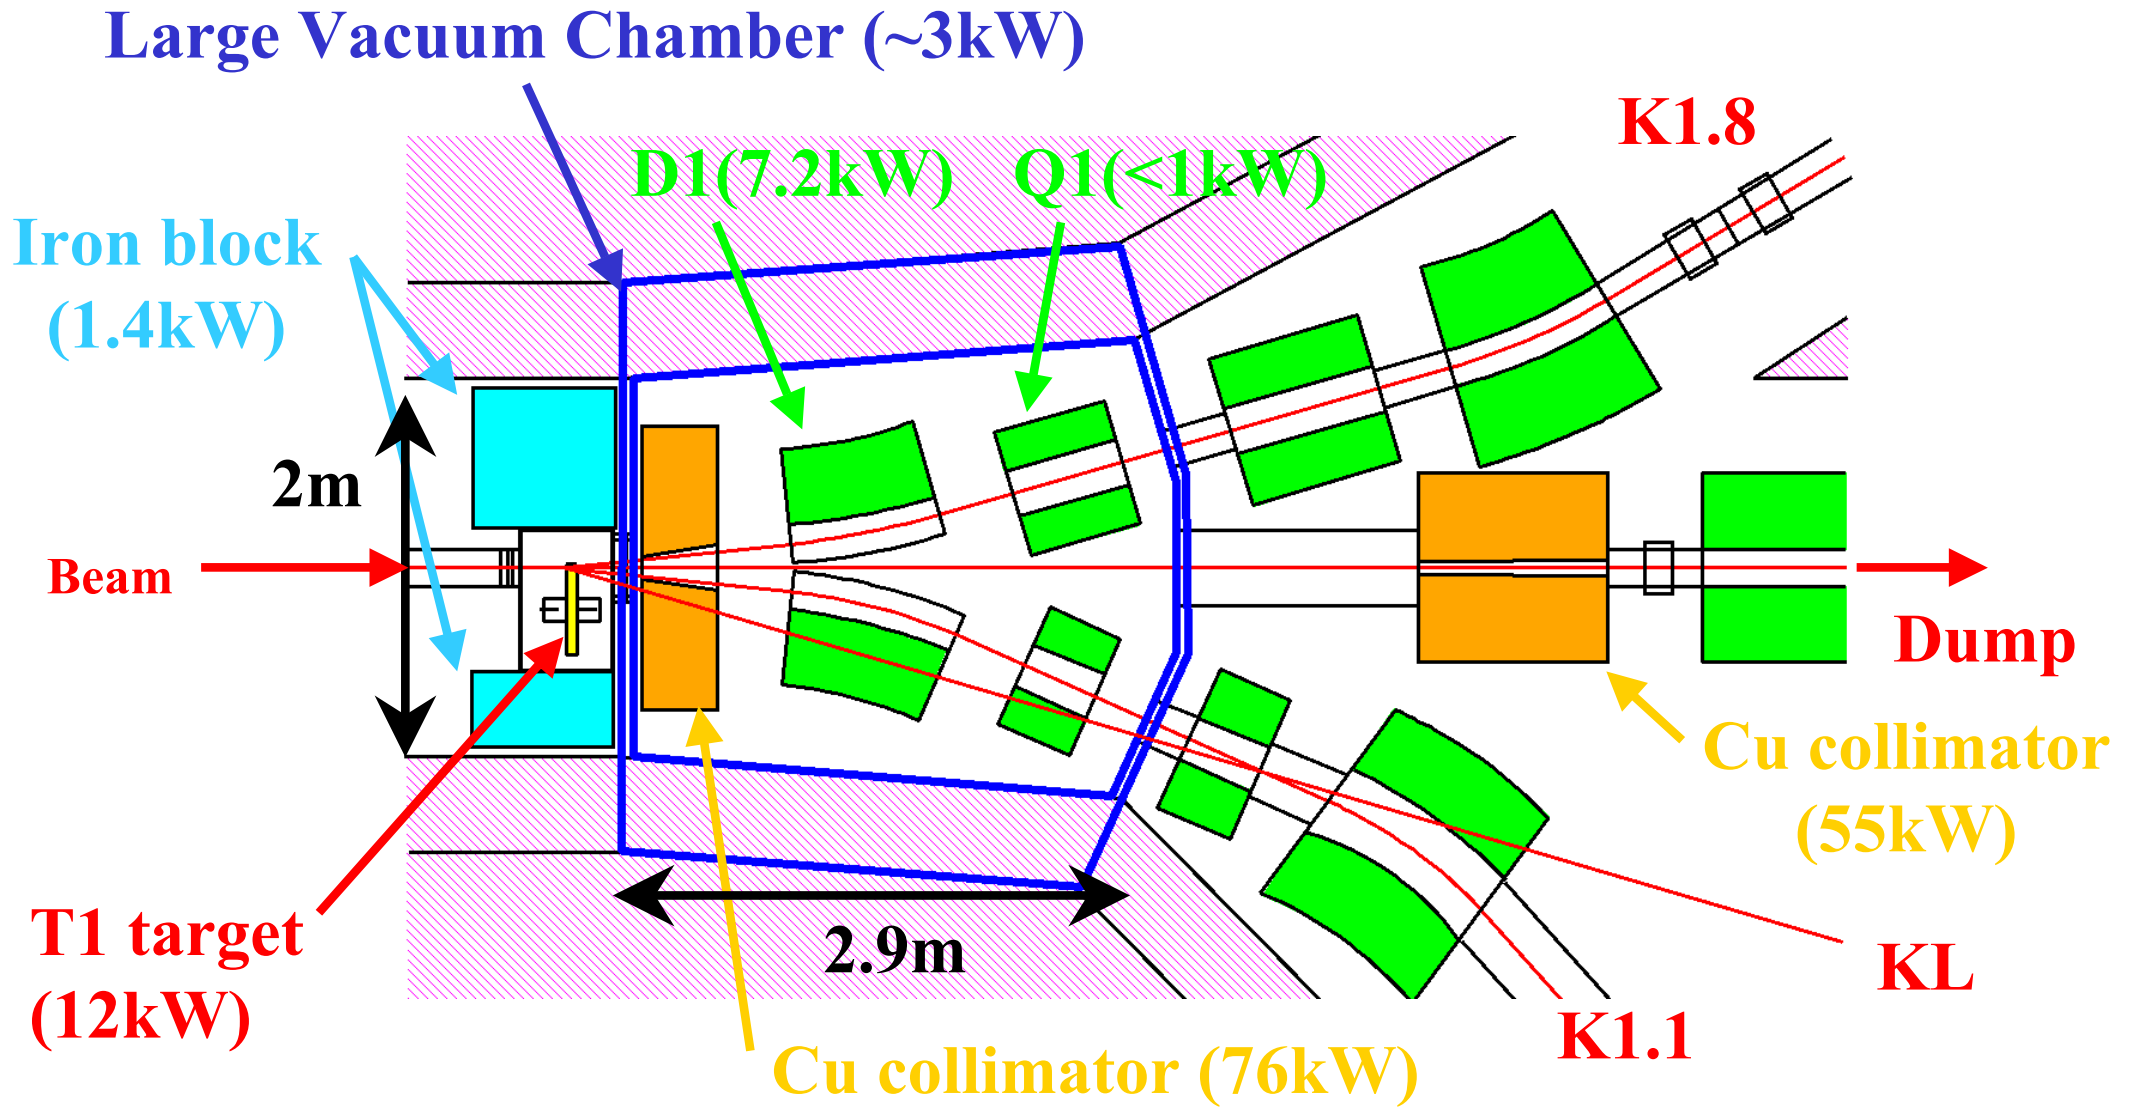 Large Vacuum Chamber (~3kW)
K1.8
D1(7.2kW)
Q1(<1kW)
Iron block
(1.4kW)
2m
Beam
Dump
Cu collimator
(55kW)
T1 target
(12kW)
2.9m
KL
K1.1
Cu collimator (76kW)